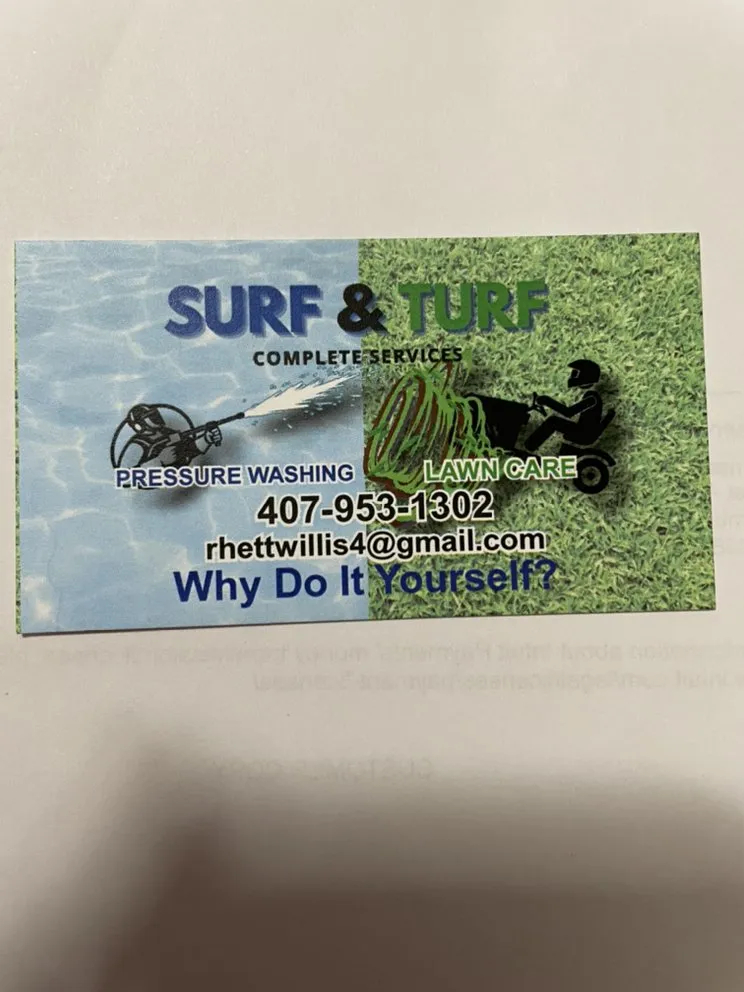 SURF & TURF
COMPLETE SERVICES
PRESSURE WASHING LAWN CARE
407-953-1302
rhettwillis4@gmail.com
Why Do It Yourself?